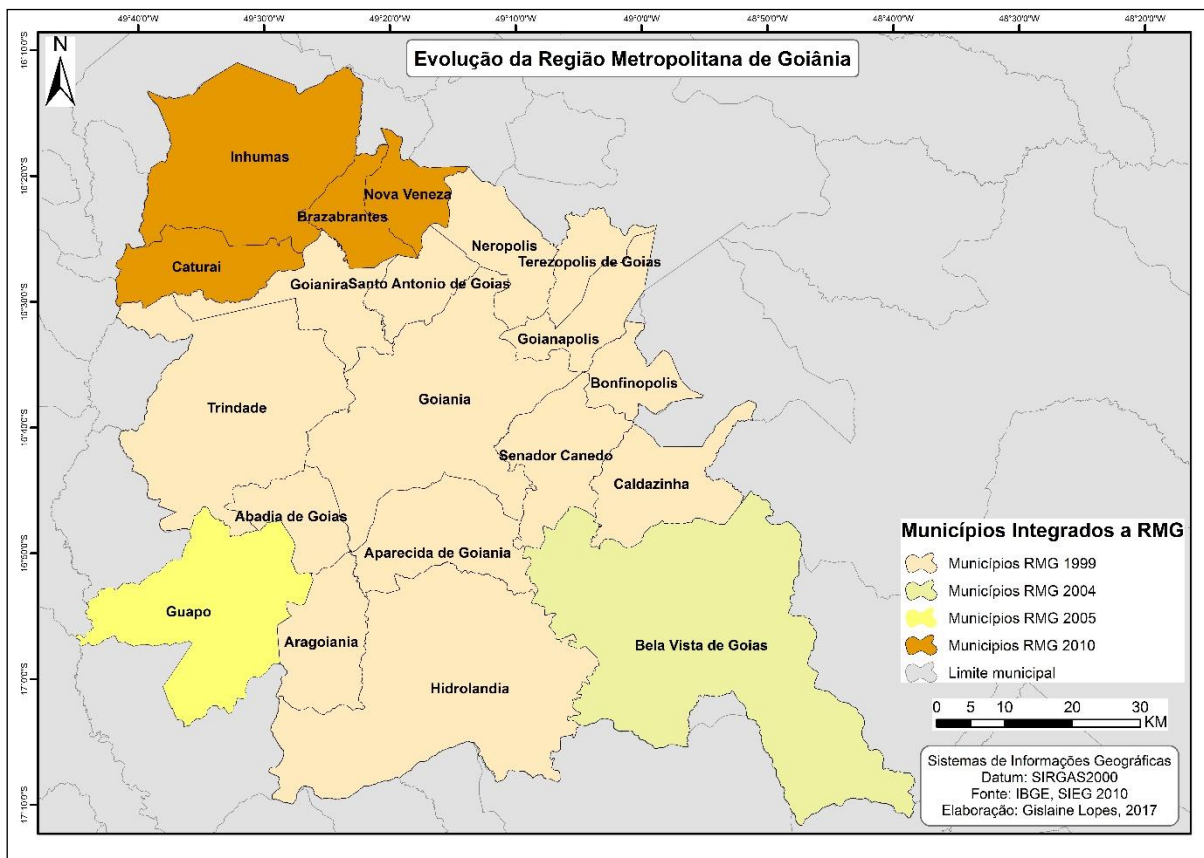 49°40'0"W 49°30'0"W 49°20'0"W 49°10'0"W 49°0'0"W 48°50'0"W 48°40'0"W 48°20'0"W
N
Evolução da Região Metropolitana de Goiânia
16°10'0"S
16°20'0"S
16°30'0"S
16°40'0"S
16°50'0"S
17°0'0"S
17°10'0"S
Inhumas
Nova Veneza
Brazabrantes
Caturai
Neropolis
Terezopolis de Goias
Goianira
Santo Antonio de Goias
Goianapolis
Bonfinopolis
Trindade
Goiania
Senador Canedo
Caldazinha
Abadia de Goias
Aparecida de Goiania
Guapo
Aragoiania
Bela Vista de Goias
Hidrolandia
Municípios Integrados a RMG
Municípios RMG 1999
Municípios RMG 2004
Municípios RMG 2005
Municipios RMG 2010
Limite municipal
0 5 10 20 30
KM
Sistemas de Informações Geográficas
Datum: SIRGAS2000
Fonte: IBGE, SIEG 2010
Elaboração: Gislaine Lopes, 2017